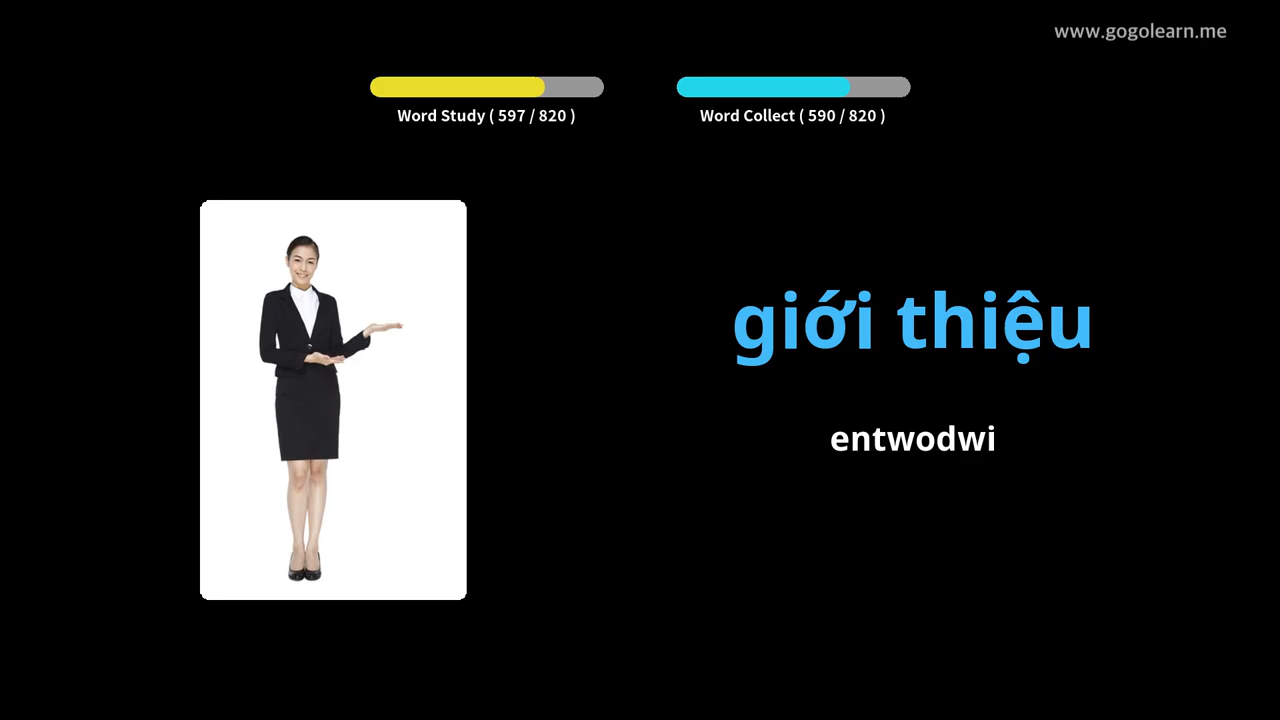 www.gogolearn.me
Word Study ( 597 / 820 )
Word Collect ( 590 / 820 )
giới thiệu
entwodwi